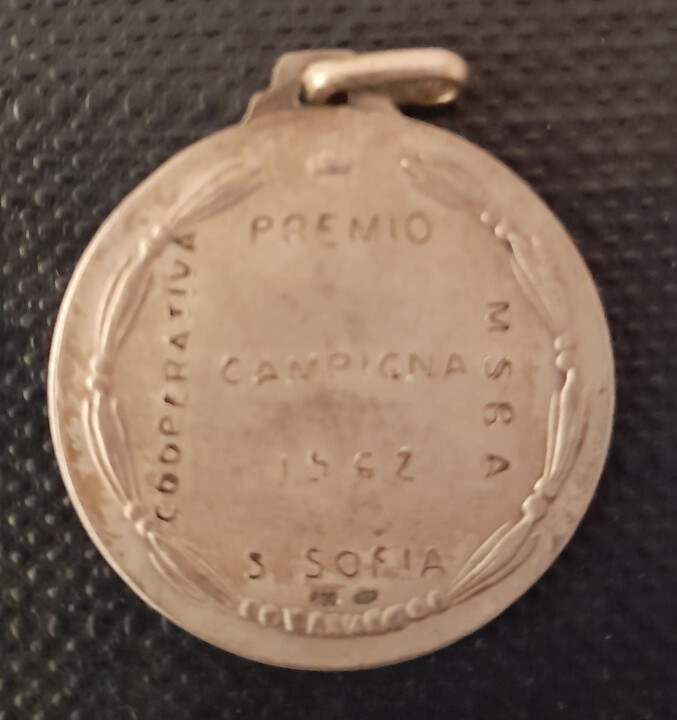 PREMIO
COOPERATIVA
MSBA
CAMPIGNA
1962
S SOFIA